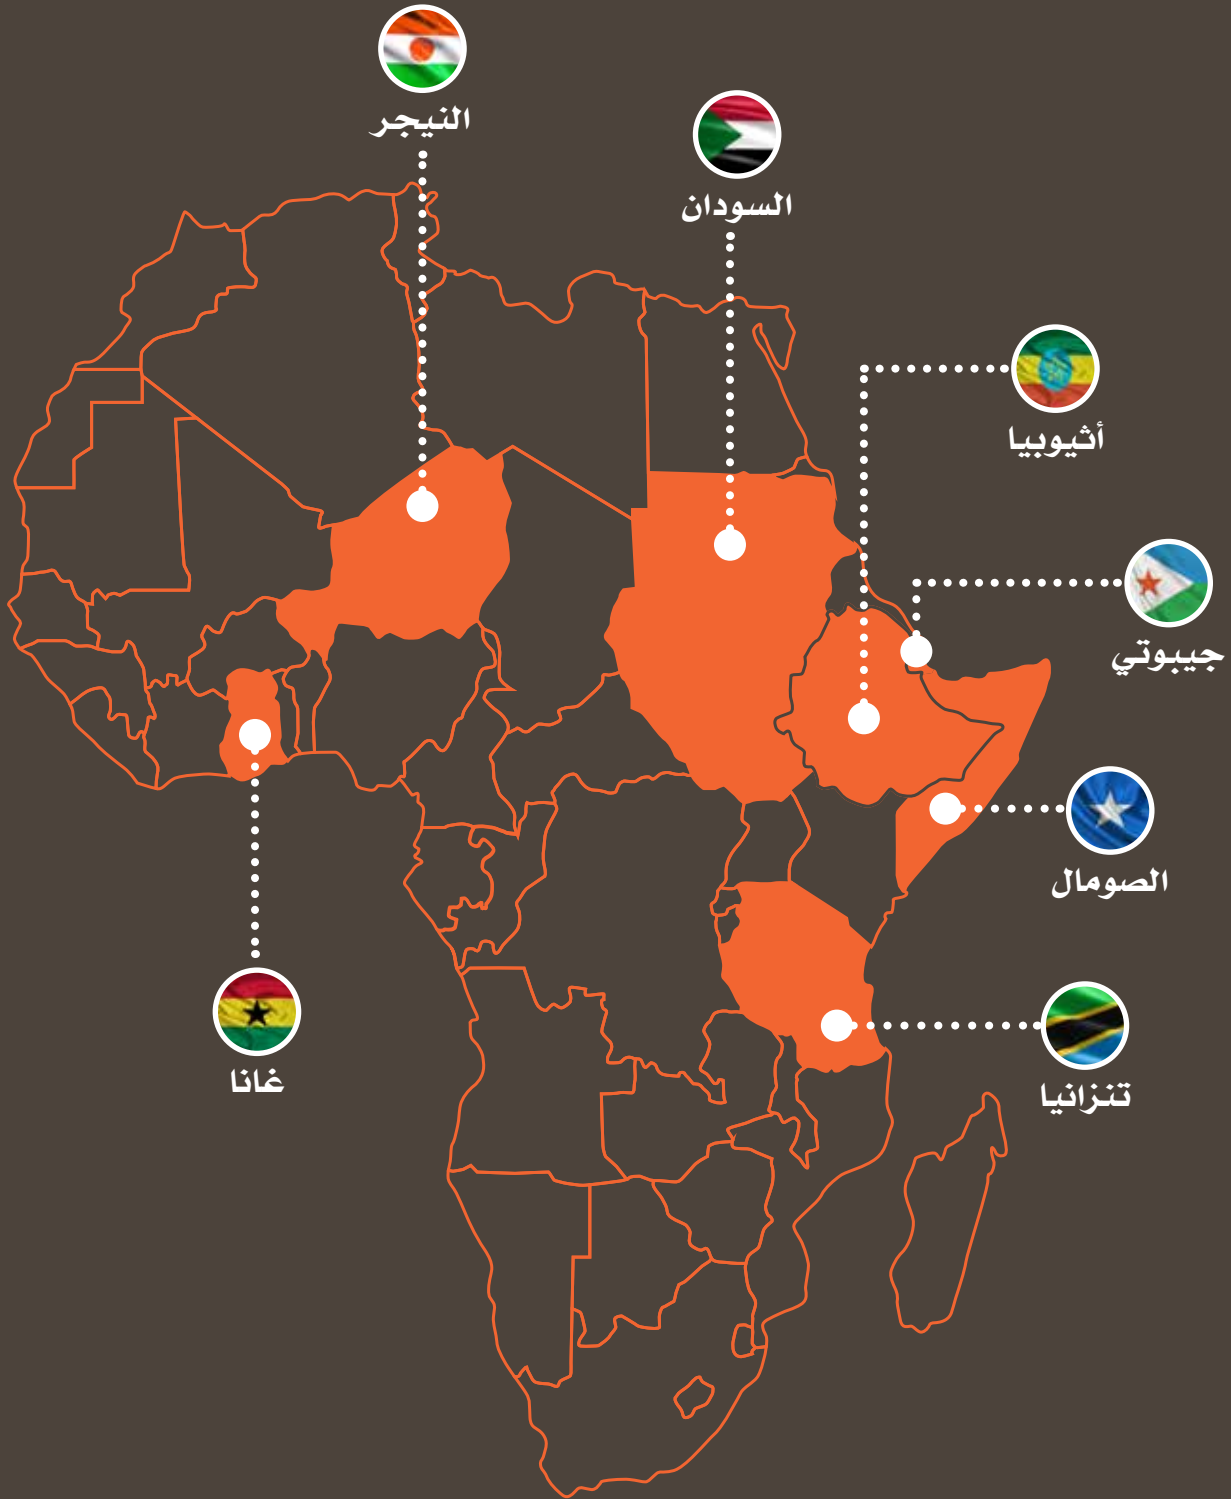 النيجر
السودان
أثيوبيا
جيبوتي
الصومال
غانا
تنزانيا